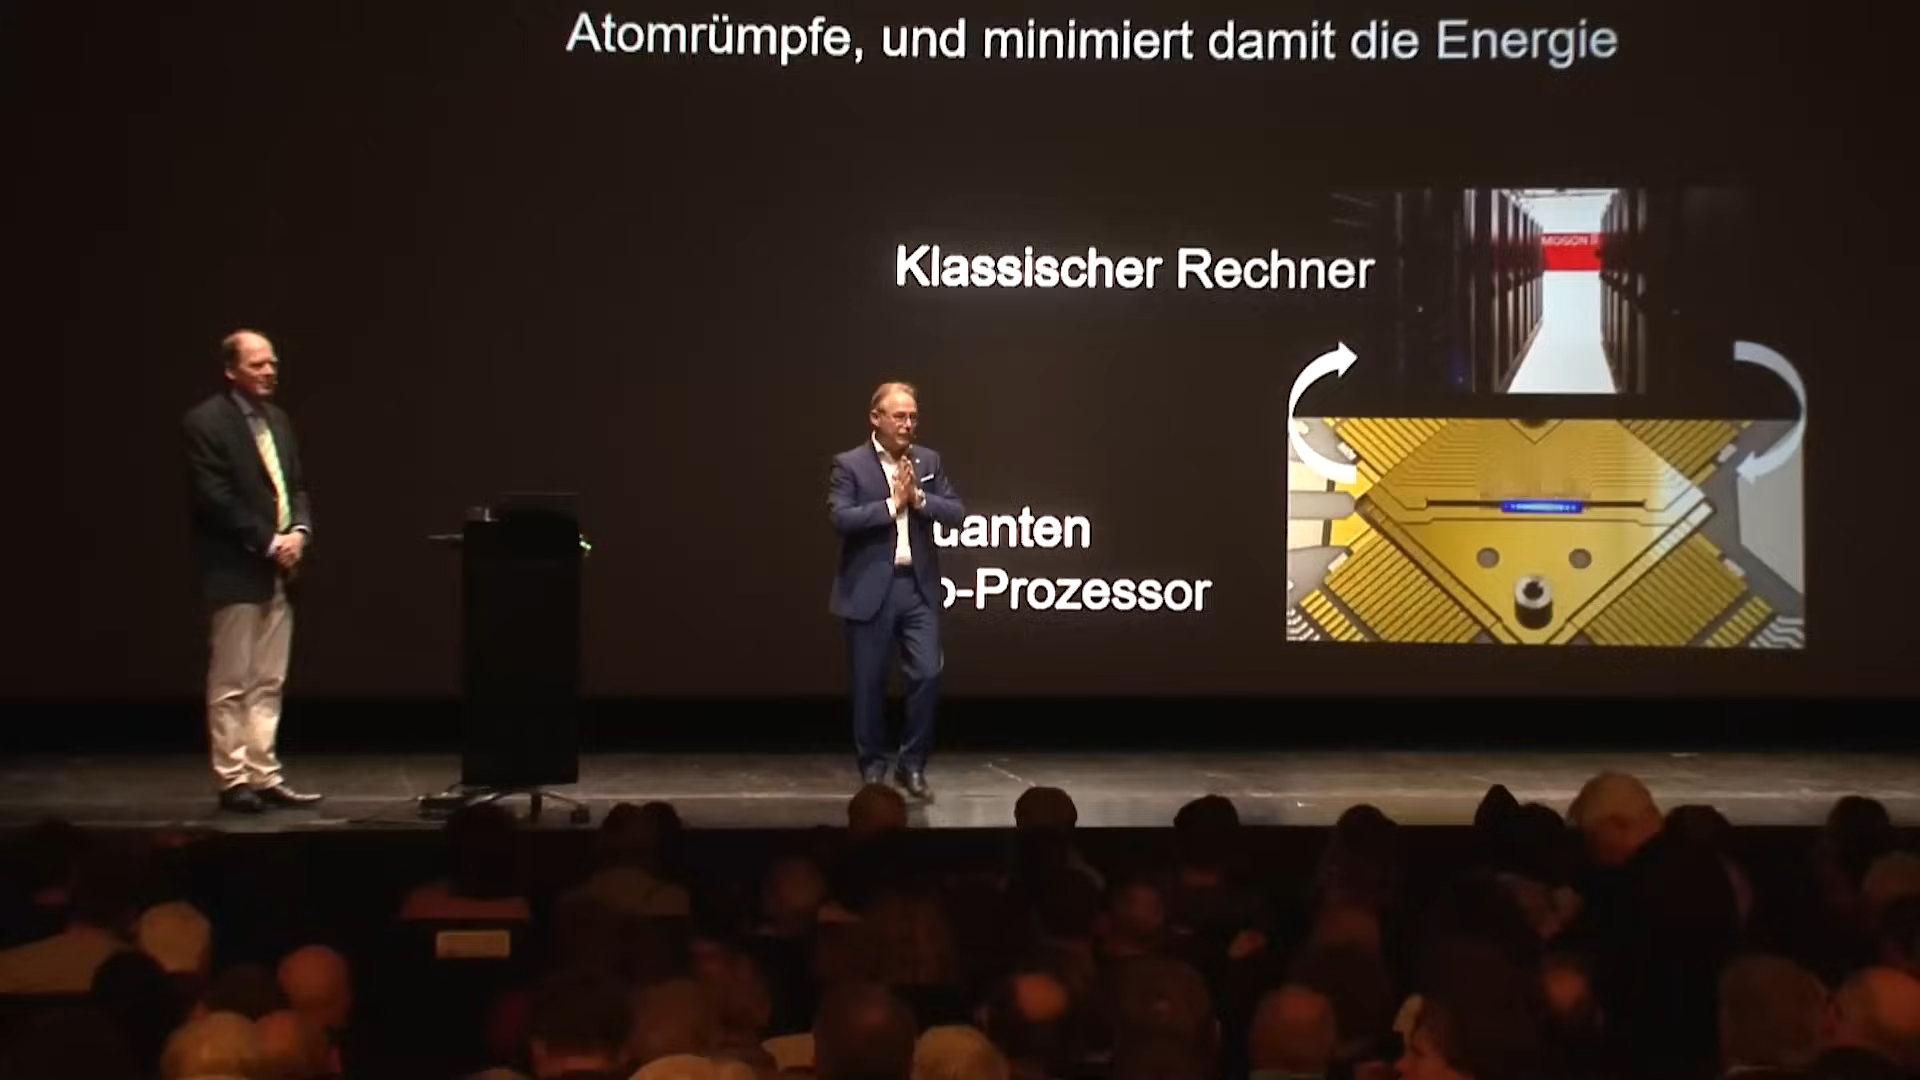 Atomrümpfe, und minimiert damit die Energie
Klassischer Rechner
uanten
o-Prozessor